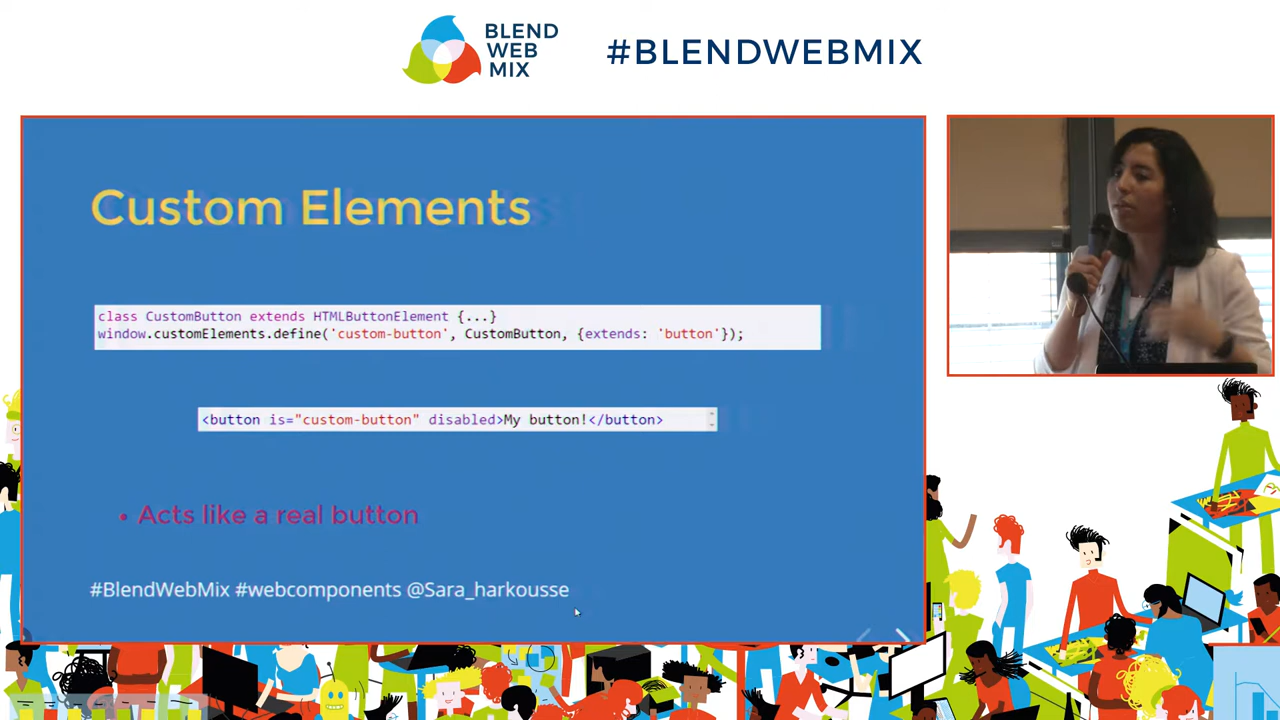 BLEND
WEB
MIX
#BLENDWEBMIX
Custom Elements
class CustomButton extends HTMLButtonElement {...}
window.customElements.define('custom-button', CustomButton, {extends: 'button'});
<button is="custom-button" disabled>My button!</button>
• Acts like a real button
#BlendWebMix #webcomponents @Sara_harkousse